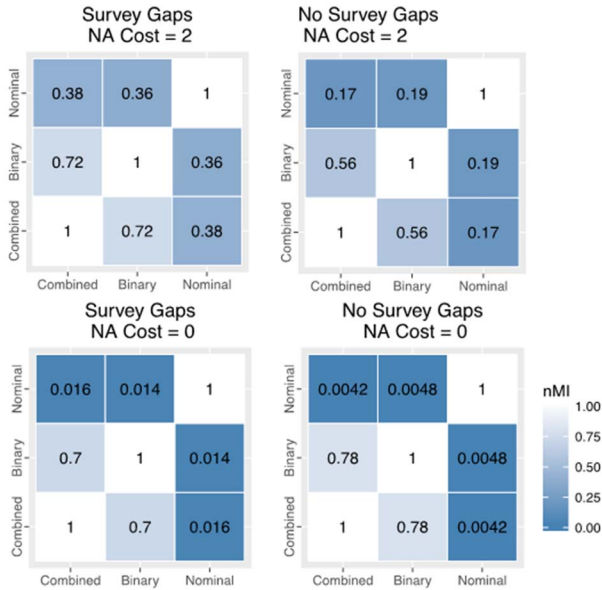 Survey Gaps
NA Cost = 2
Nominal
0.38 0.36 1
Binary
0.72 1 0.36
Combined
1 0.72 0.38
Combined Binary Nominal
No Survey Gaps
NA Cost = 2
Nominal
0.17 0.19 1
Binary
0.56 1 0.19
Combined
1 0.56 0.17
Combined Binary Nominal
Survey Gaps
NA Cost = 0
Nominal
0.016 0.014 1
Binary
0.7 1 0.014
Combined
1 0.7 0.016
Combined Binary Nominal
No Survey Gaps
NA Cost = 0
Nominal
0.0042 0.0048 1
Binary
0.78 1 0.0048
Combined
1 0.78 0.0042
Combined Binary Nominal
nMI
1.00
0.75
0.50
0.25
0.00